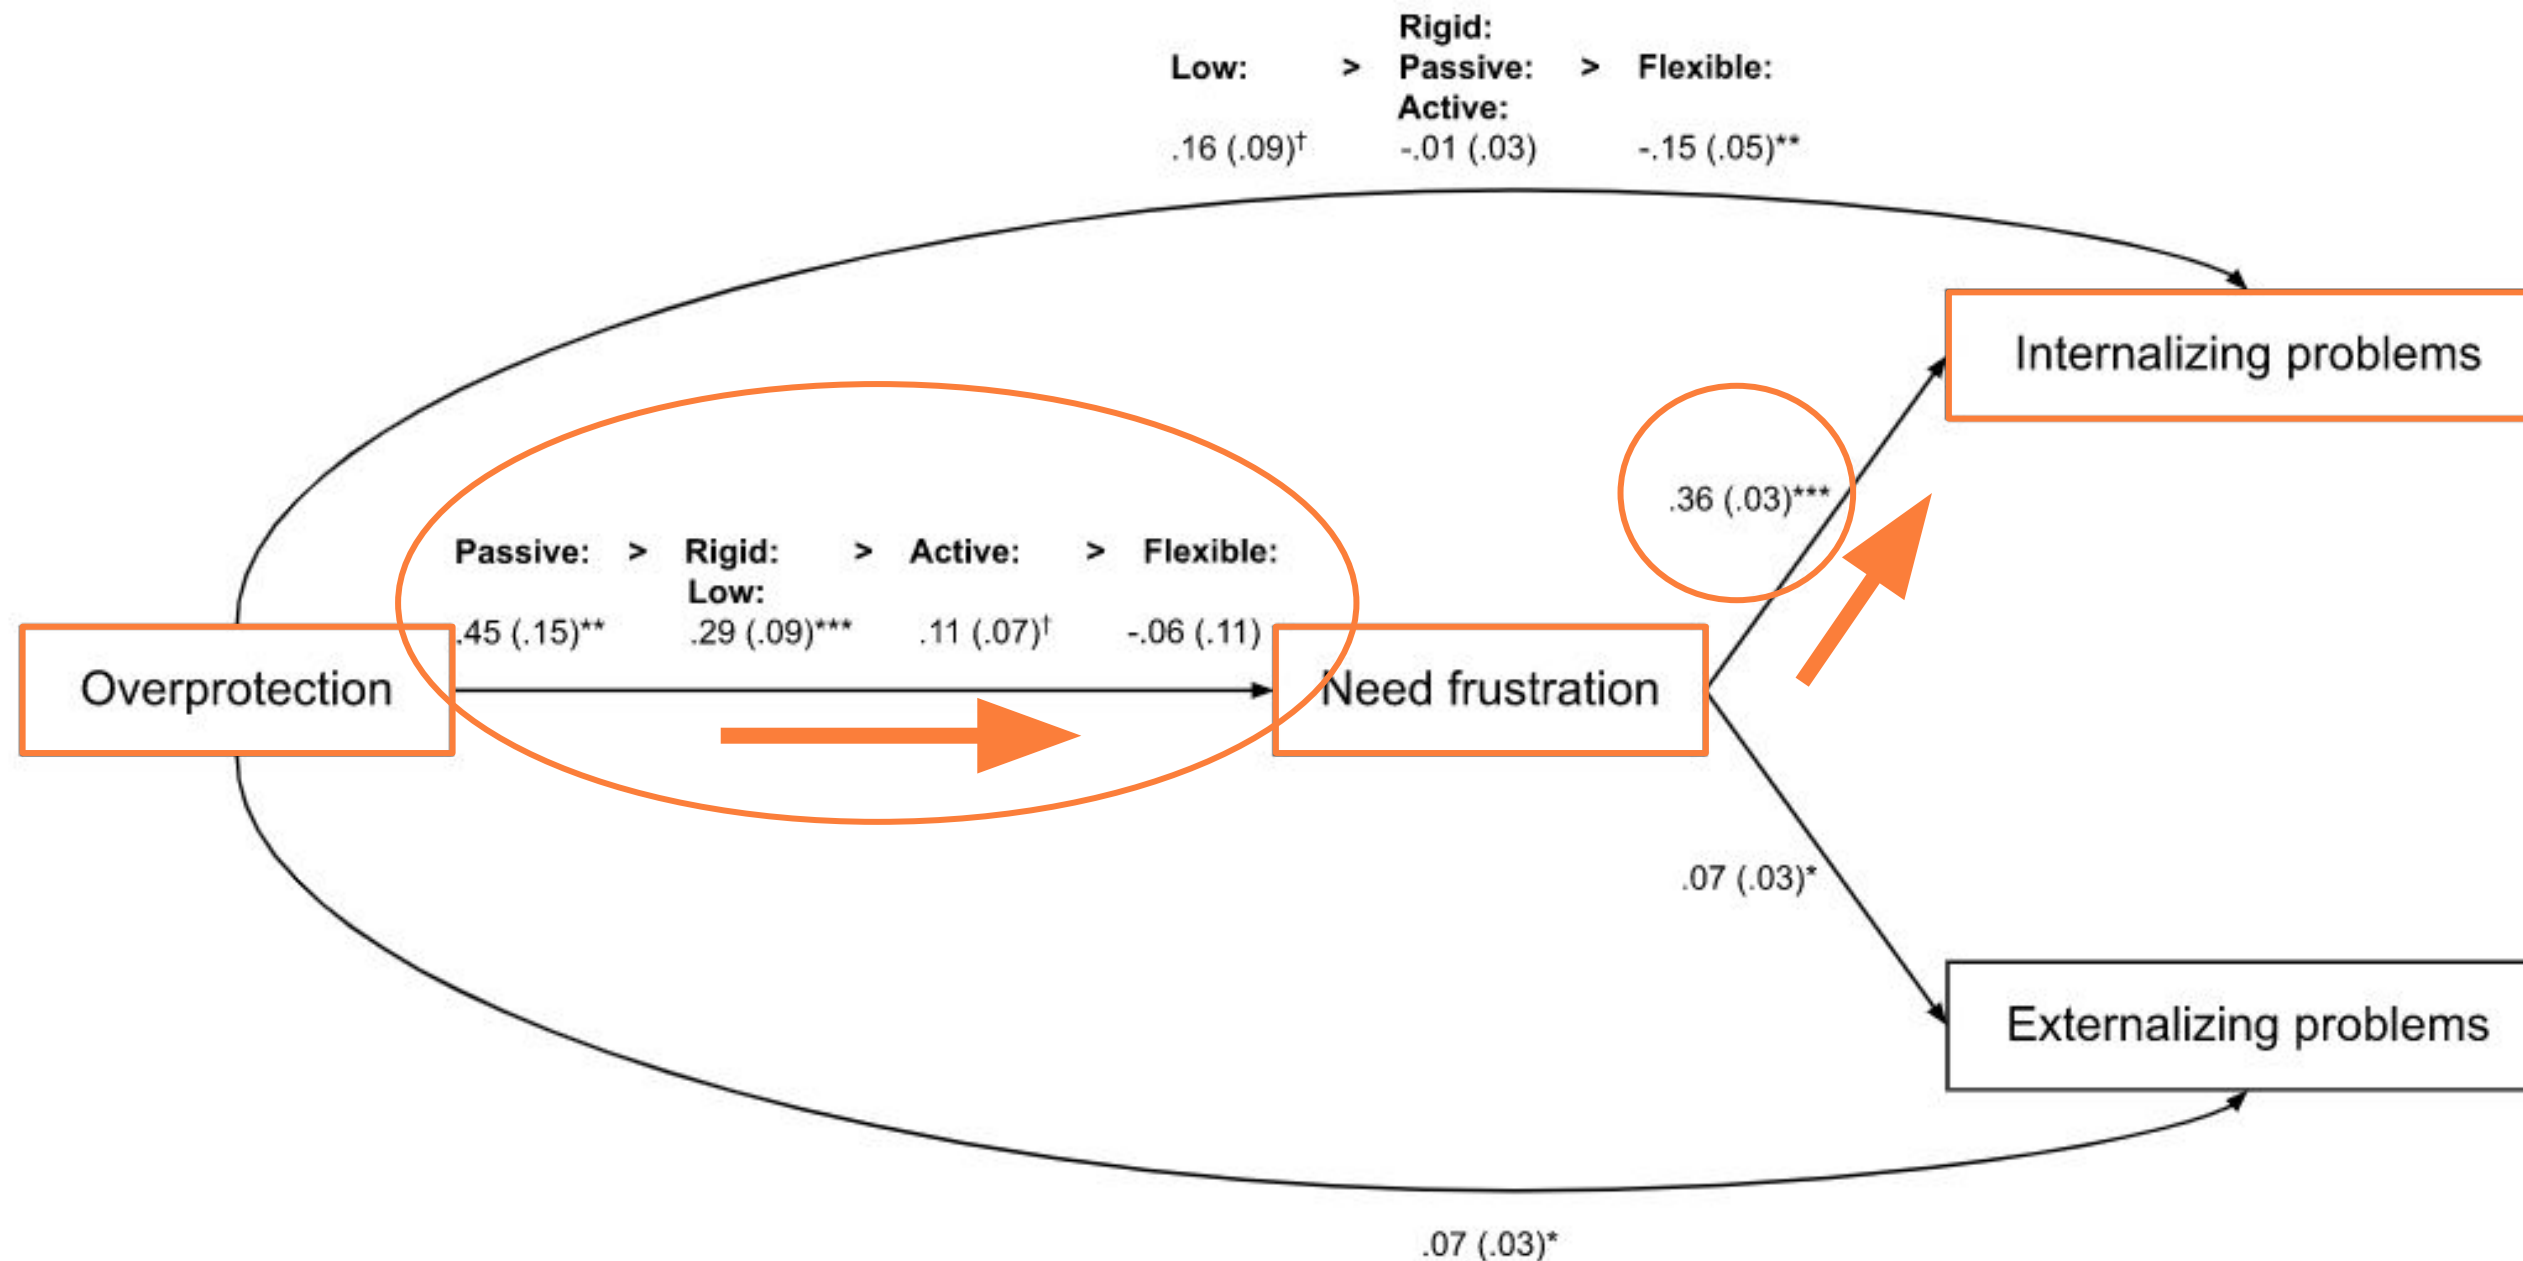 Rigid:
Low: > Passive: > Flexible:
Active:
.16 (.09)† -.01 (.03) -.15 (.05)**
Internalizing problems
.36 (.03)***
Passive: > Rigid: > Active: > Flexible:
Low:
.45 (.15)** .29 (.09)*** .11 (.07)† -.06 (.11)
Overprotection
Need frustration
.07 (.03)*
Externalizing problems
.07 (.03)*